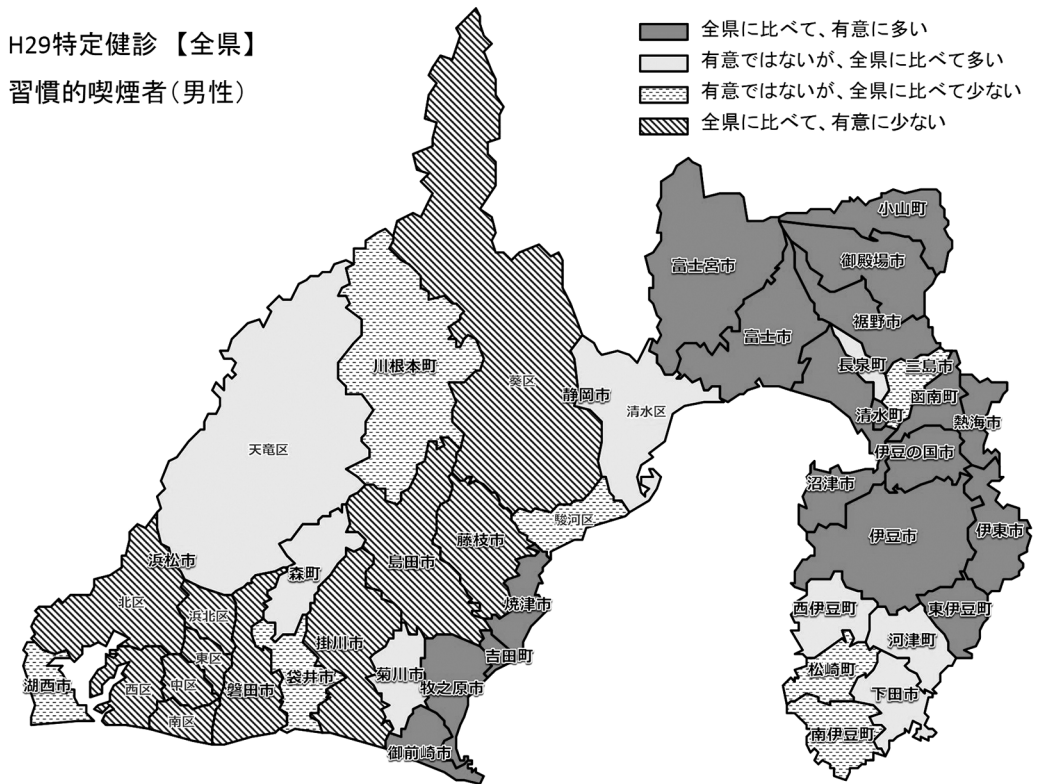 H29特定健診 【全県】
習慣的喫煙者(男性)
全県に比べて、有意に多い
有意ではないが、全県に比べて多い
有意ではないが、全県に比べて少ない
全県に比べて、有意に少ない
小山町
御殿場市
富士宮市
裾野市
富士市
長泉町
三島市
川根本町
葵区
静岡市
清水区
函南町
清水町
熱海市
天竜区
伊豆の国市
沼津市
駿河区
伊豆市
伊東市
藤枝市
浜松市
島田市
森町
北区
浜北区
焼津市
西伊豆町
東伊豆町
掛川市
河津町
東区
吉田町
湖西市
西区
中区
磐田市
袋井市
菊川市
牧之原市
松崎町
下田市
南区
南伊豆町
御前崎市